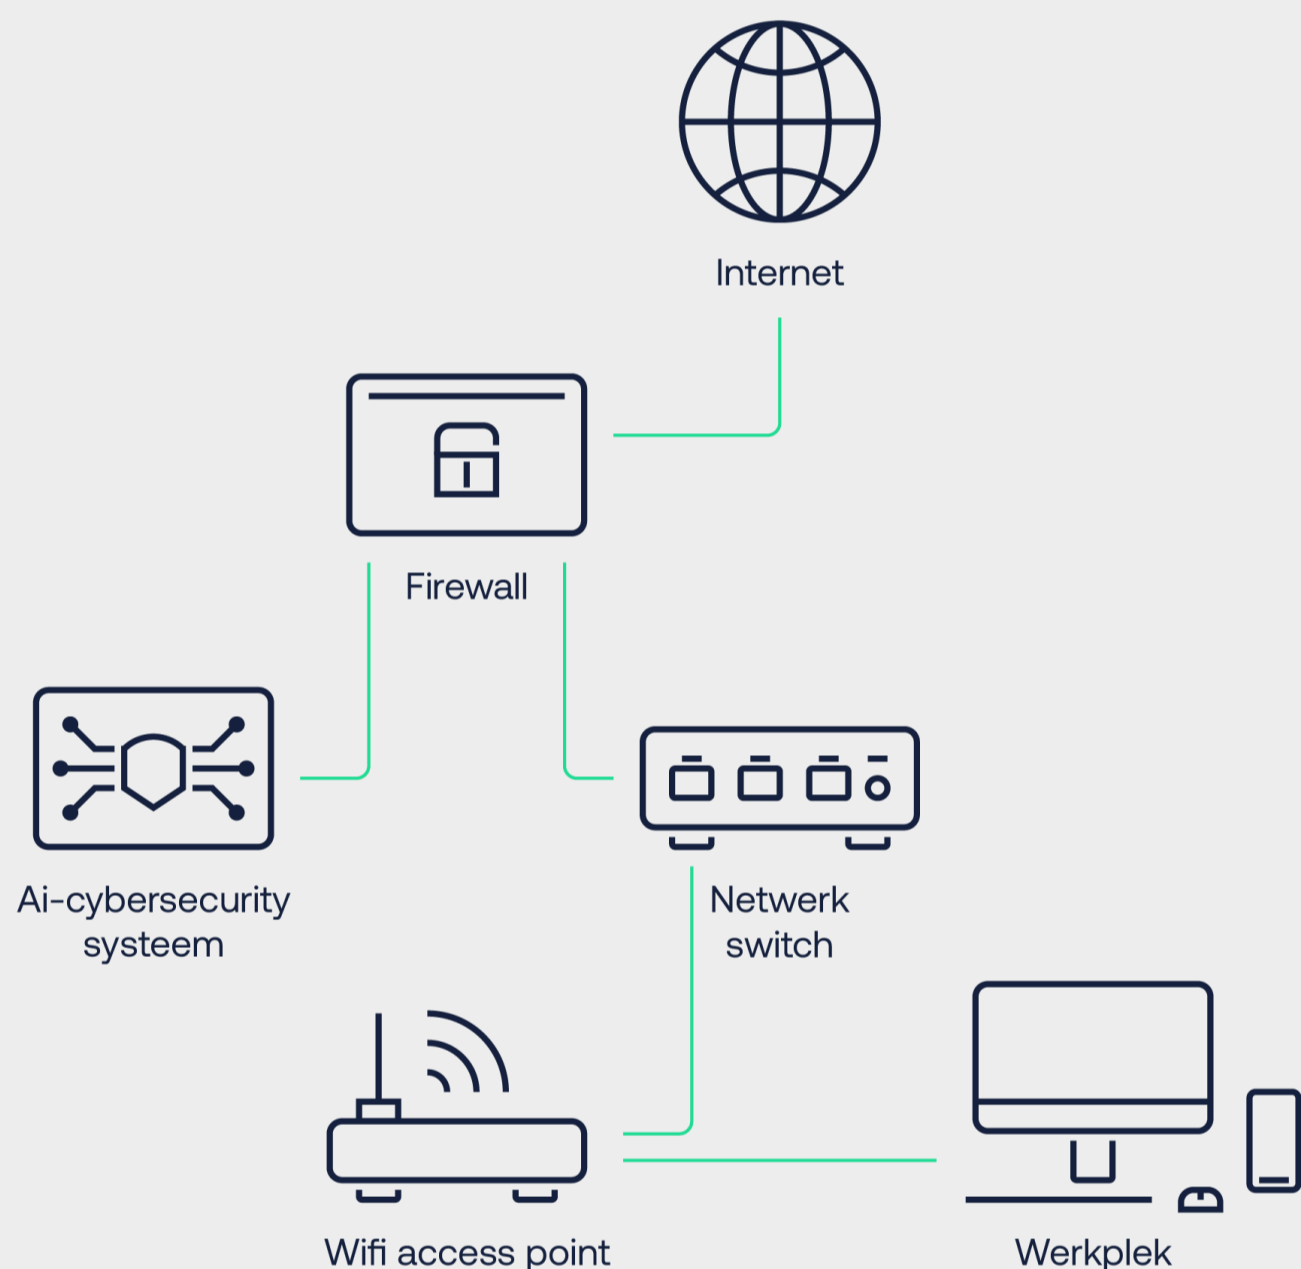 Internet
Firewall
Ai-cybersecurity
systeem
Netwerk
switch
Wifi access point
Werkplek